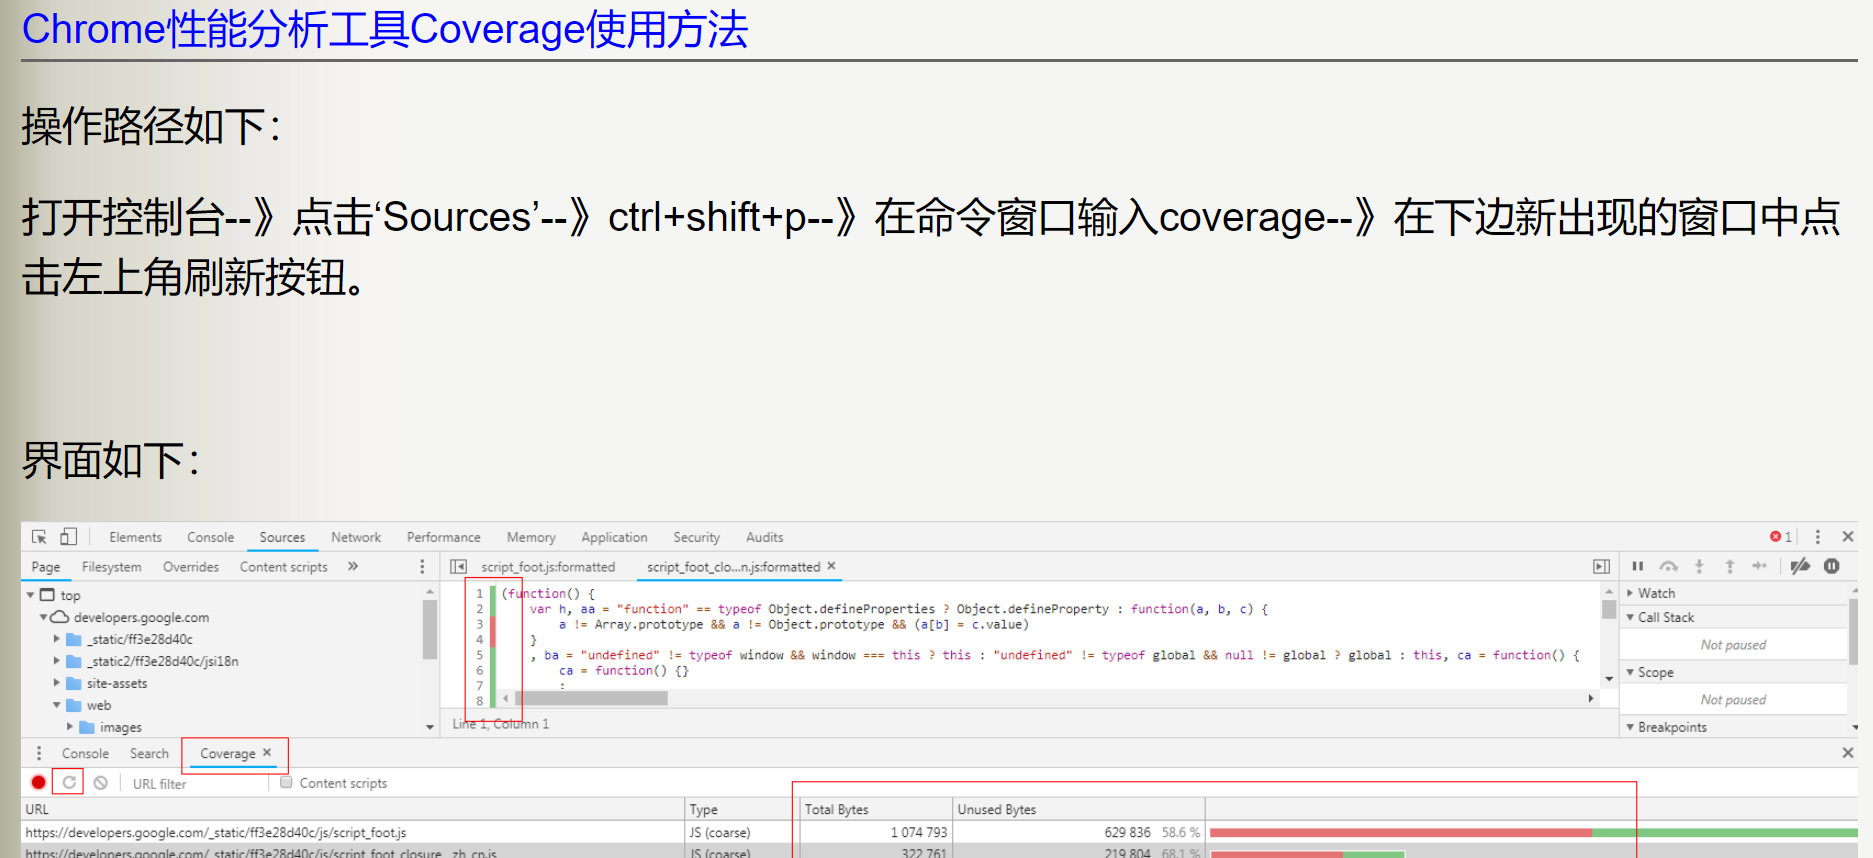 Chrome性能分析工具Coverage使用方法
操作路径如下：
打开控制台--》点击‘Sources’--》ctrl+shift+p--》在命令窗口输入coverage--》在下边新出现的窗口中点
击左上角刷新按钮。
界面如下：
Elements Console Sources Network Performance Memory Application Security Audits 1
Page Filesystem Overrides Content scripts » script_foot.js:formatted script_foot_clo...n.js:formatted ×
top
developers.google.com
_static/ff3e28d40c
_static2/ff3e28d40c/jsi18n
site-assets
web
images
1 (function() {
2 var h, aa = "function" == typeof Object.defineProperties ? Object.defineProperty : function(a, b, c) {
3 a != Array.prototype && a != Object.prototype && (a[b] = c.value)
4 }
5 , ba = "undefined" != typeof window && window === this ? this : "undefined" != typeof global && null != global ? global : this, ca = function() {
6 ca = function() {}
7 ;
8
Line 1, Column 1
Watch
Call Stack
Not paused
Scope
Not paused
Breakpoints
Console Search Coverage ×
URL filter Content scripts
URL Type Total Bytes Unused Bytes
https://developers.google.com/_static/ff3e28d40c/js/script_foot.js JS (coarse) 1 074 793 629 836 58.6 %
https://developers.google.com/_static/ff3e28d40c/js/script_foot_closure__zh_cn.js JS (coarse) 322 761 219 804 68.1 %